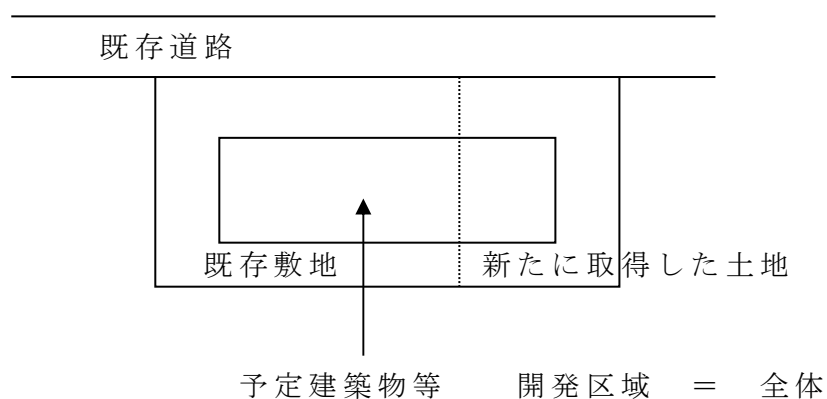 既存道路
既存敷地 新たに取得した土地
予定建築物等 開発区域 = 全体